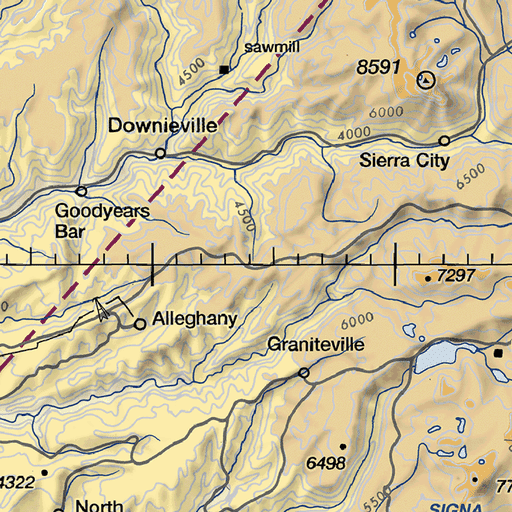 sawmill
4500
8591
6000
Downieville
4000
Sierra City
6500
Goodyears
Bar
4500
7297
Alleghany
6000
Graniteville
6498
4322
5500
North
SIGNA